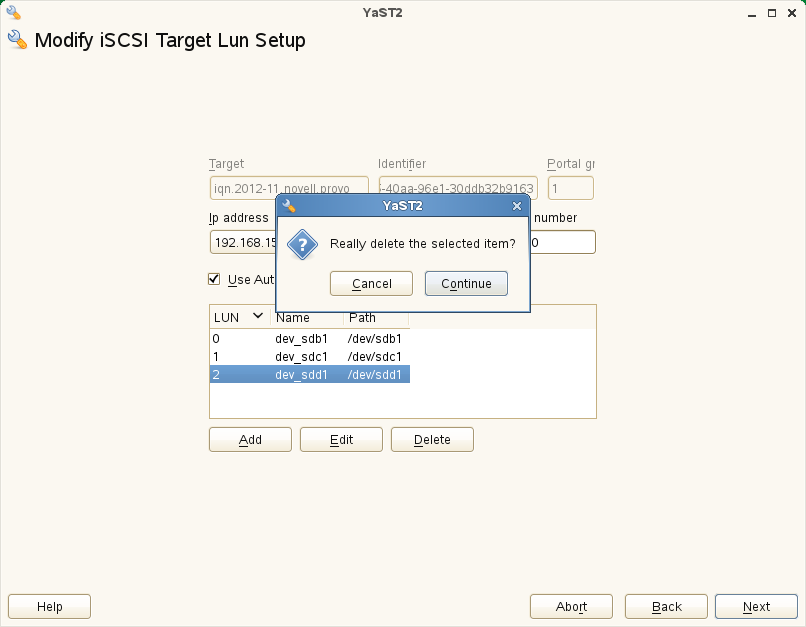 YaST2
Modify iSCSI Target Lun Setup
Target Identifier Portal gr
iqn.2012-11.novell.provo -40aa-96e1-30ddb32b9163 1
YaST2
Ip address number
Really delete the selected item?
192.168.15 0
Use Aut
Cancel Continue
LUN Name Path
0 dev_sdb1 /dev/sdb1
1 dev_sdc1 /dev/sdc1
2 dev_sdd1 /dev/sdd1
Add Edit Delete
Help Abort Back Next